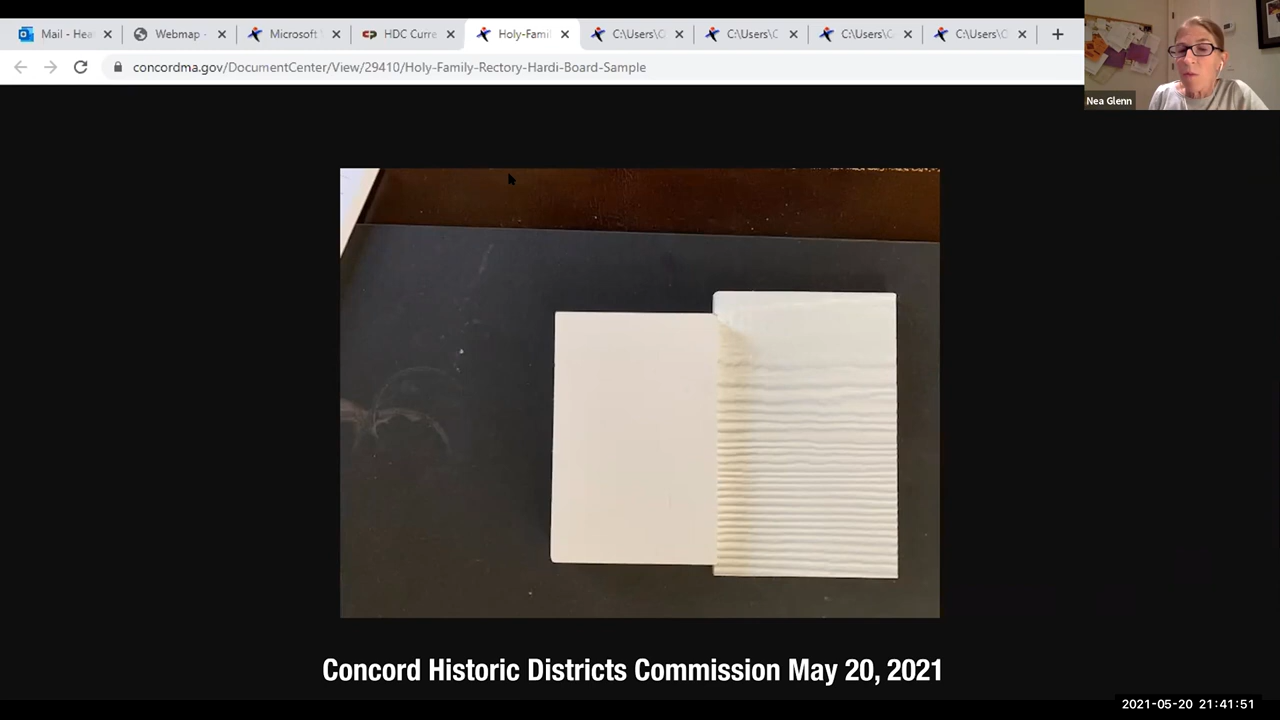 Mail - Hea
Webmap -
Microsoft
HDC Curre
Holy-Famil
C:\Users\
C:\Users\
C:\Users\
C:\Users\
concordma.gov/DocumentCenter/View/29410/Holy-Family-Rectory-Hardi-Board-Sample
Nea Glenn
Concord Historic Districts Commission May 20, 2021
2021-05-20 21:41:51